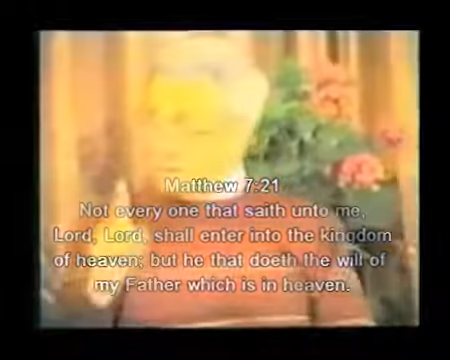 Matthew 7:21
Not every one that saith unto me,
Lord, Lord, shall enter into the kingdom
of heaven; but he that doeth the will of
my Father which is in heaven.